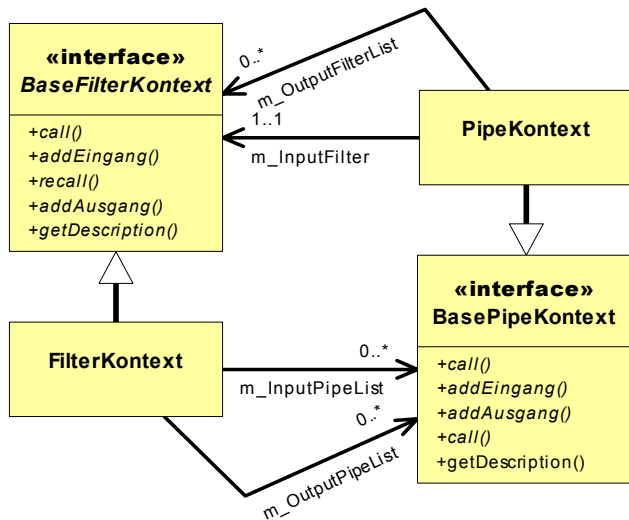 «interface»
BaseFilterKontext
+call()
+addEingang()
+recall()
+addAusgang()
+getDescription()
0..*
m_OutputFilterList
1..1
m_InputFilter
PipeKontext
«interface»
BasePipeKontext
+call()
+addEingang()
+addAusgang()
+call()
+getDescription()
FilterKontext
0..*
m_InputPipeList
0..*
m_OutputPipeList